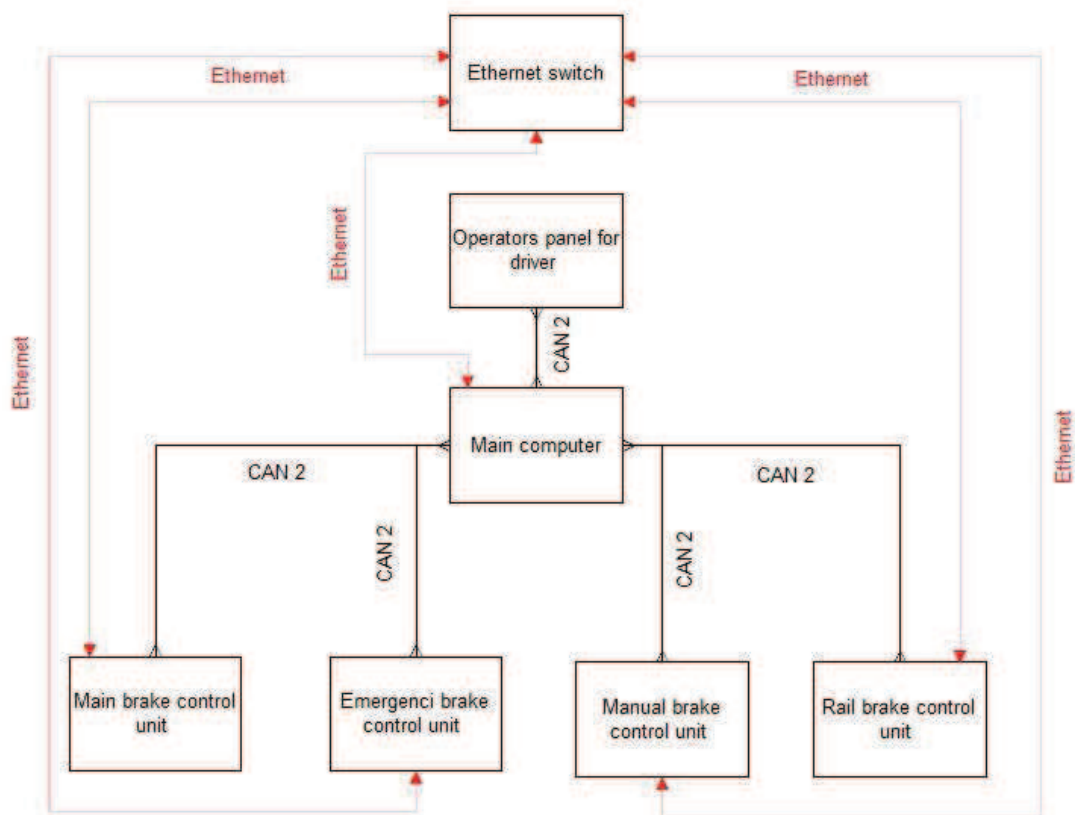 Ethernet switch
Ethernet
Ethernet
Ethernet
Operators panel for
driver
CAN 2
Ethernet
Ethernet
Main computer
CAN 2
CAN 2
CAN 2
CAN 2
Main brake control
unit
Emergenci brake
control unit
Manual brake
control unit
Rail brake control
unit